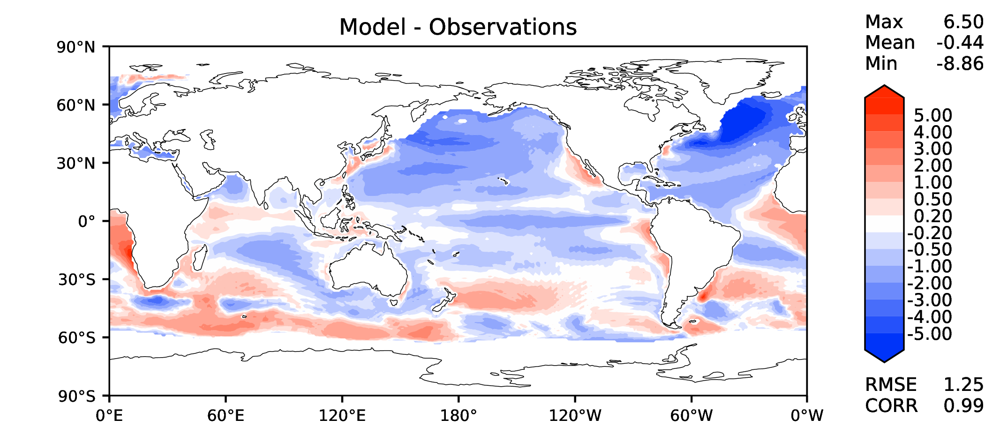 Model - Observations
Max 6.50
Mean -0.44
Min -8.86
90°N
60°N
30°N
0°
30°S
60°S
90°S
0°E 60°E 120°E 180° 120°W 60°W 0°W
5.00
4.00
3.00
2.00
1.00
0.50
0.20
-0.20
-0.50
-1.00
-2.00
-3.00
-4.00
-5.00
RMSE 1.25
CORR 0.99